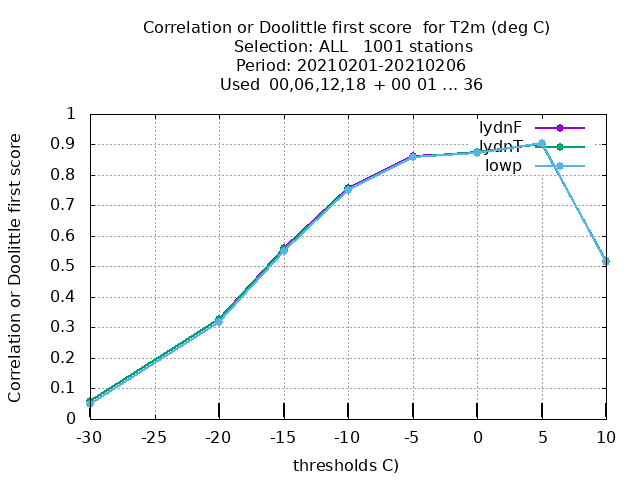 Correlation or Doolittle first score  for T2m (deg C)
Selection: ALL   1001 stations
Period: 20210201-20210206
Used  00,06,12,18  + 00 01 ... 36
Correlation or Doolittle first score
1
0.9
0.8
0.7
0.6
0.5
0.4
0.3
0.2
0.1
0
lydnF
lydnT
lowp
-30
-25
-20
-15
-10
-5
0
5
10
thresholds C)